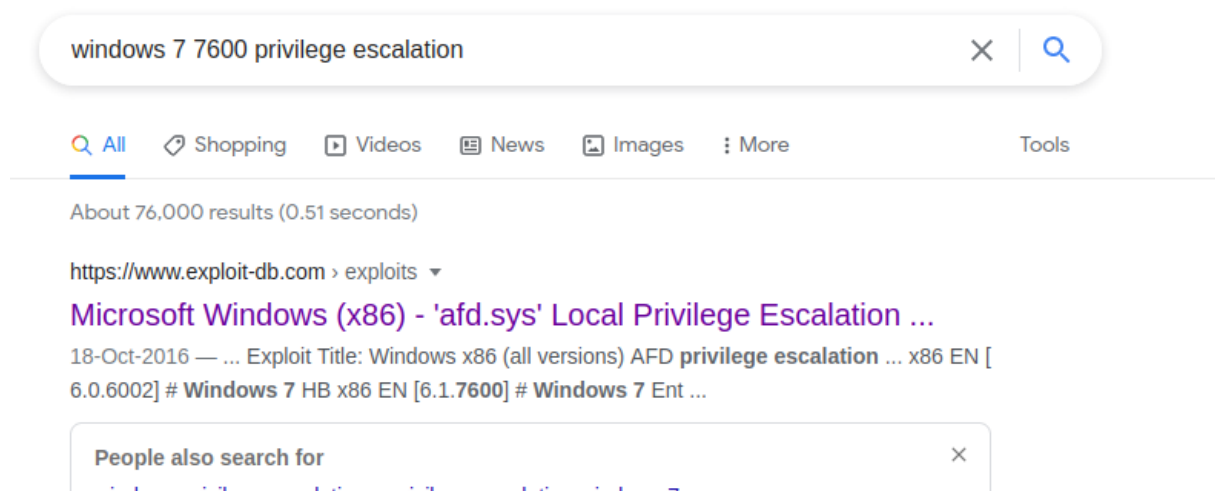 windows 7 7600 privilege escalation
All Shopping Videos News Images More Tools
About 76,000 results (0.51 seconds)
https://www.exploit-db.com › exploits
Microsoft Windows (x86) - 'afd.sys' Local Privilege Escalation ...
18-Oct-2016 — ... Exploit Title: Windows x86 (all versions) AFD privilege escalation ... x86 EN [
6.0.6002] # Windows 7 HB x86 EN [6.1.7600] # Windows 7 Ent ...
People also search for